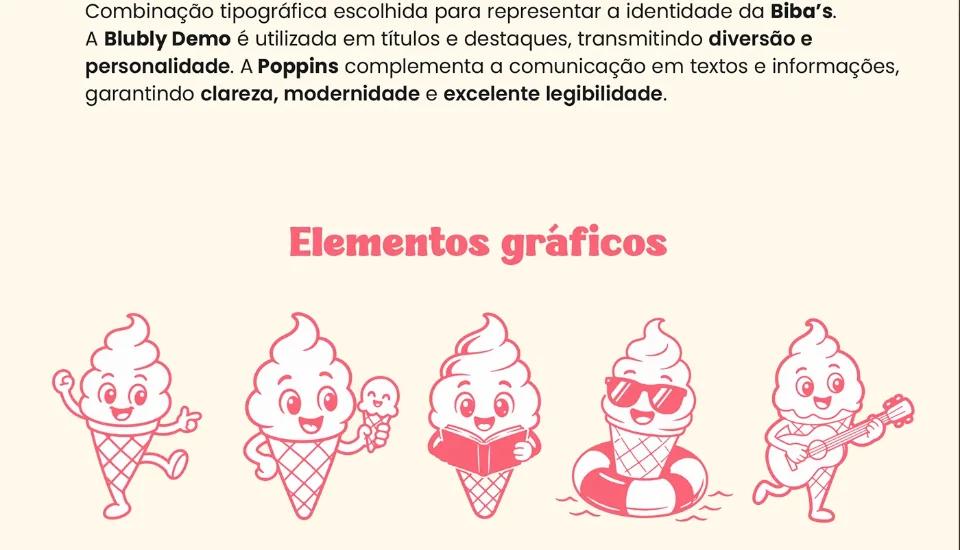 Combinação tipográfica escolhida para representar a identidade da Biba’s.
A Blubly Demo é utilizada em títulos e destaques, transmitindo diversão e
personalidade. A Poppins complementa a comunicação em textos e informações,
garantindo clareza, modernidade e excelente legibilidade.
Elementos gráficos